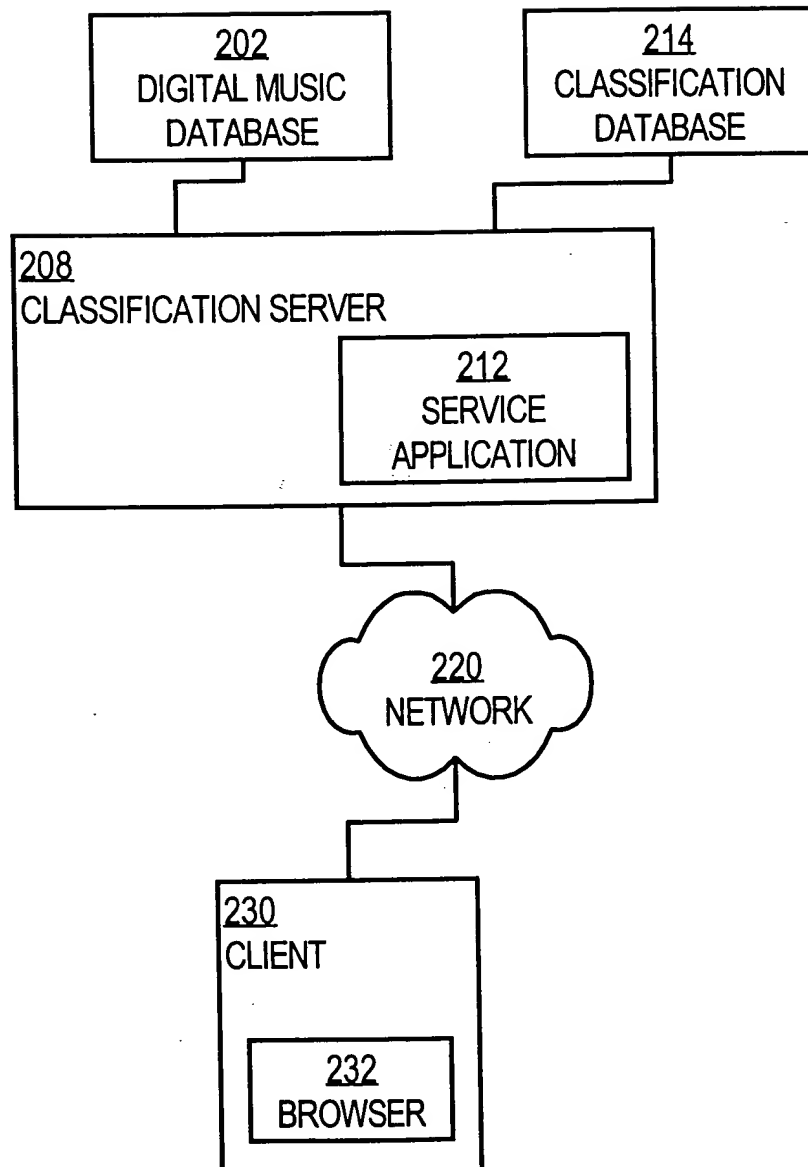 202
DIGITAL MUSIC
DATABASE
214
CLASSIFICATION
DATABASE
208
CLASSIFICATION SERVER
212
SERVICE
APPLICATION
220
NETWORK
230
CLIENT
232
BROWSER